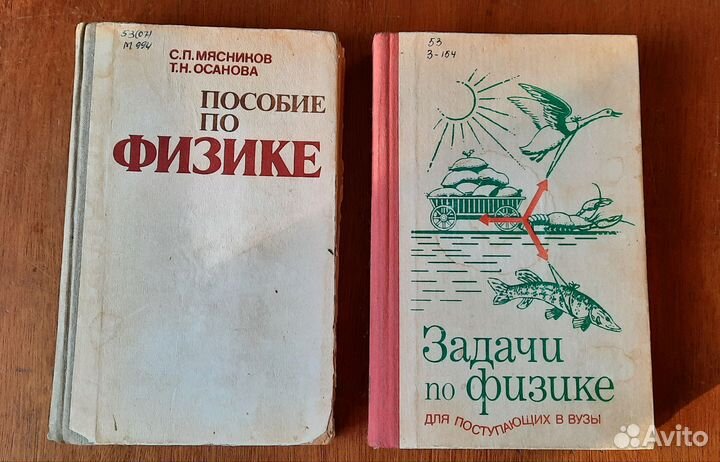 53(07)
М 994
С.П.МЯСНИКОВ
Т.Н.ОСАНОВА
ПОСОБИЕ
ПО
ФИЗИКЕ
53
З-154
Задачи
по физике
ДЛЯ ПОСТУПАЮЩИХ В ВУЗЫ
Avito